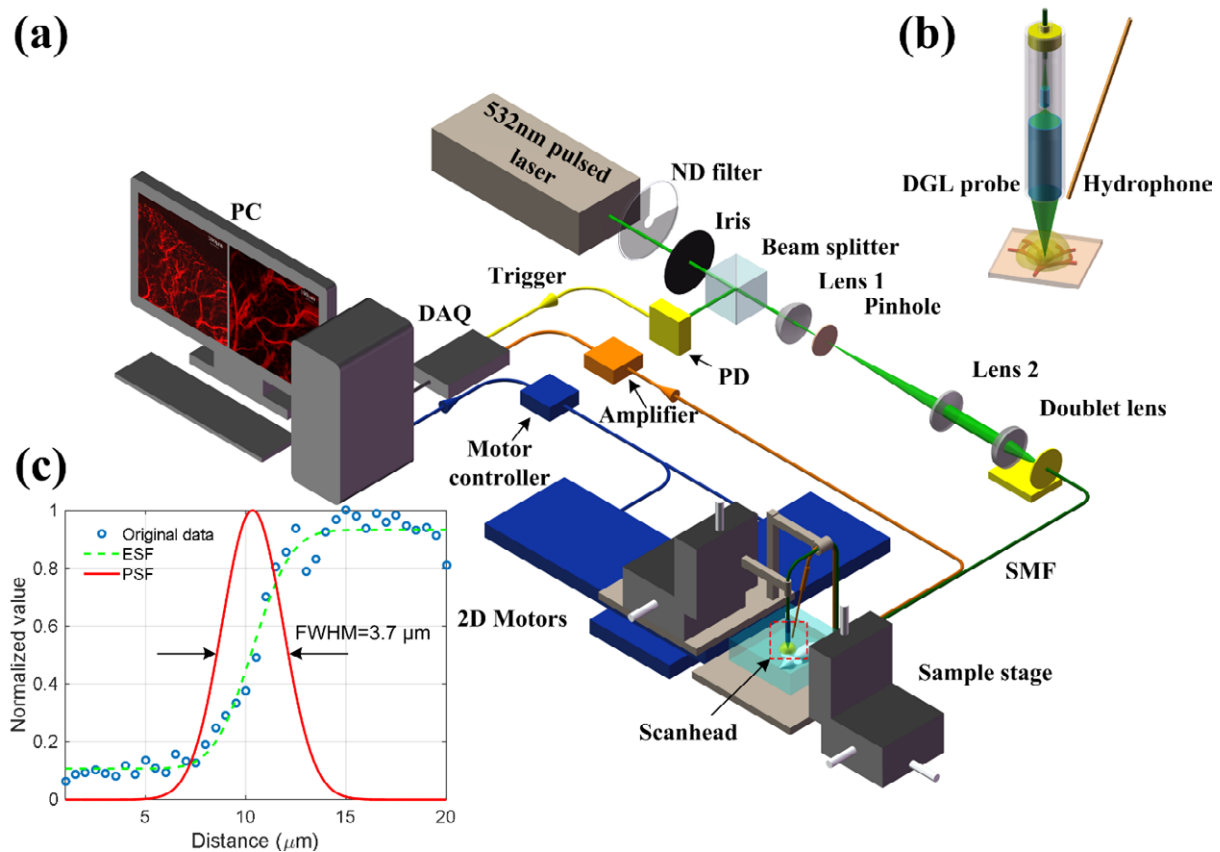 (a)
(b)
532nm pulsed
laser
ND filter
Iris
Beam splitter
Lens 1
Pinhole
DGL probe
Hydrophone
PC
Trigger
DAQ
PD
Amplifier
Lens 2
Doublet lens
Motor
controller
SMF
2D Motors
Sample stage
Scanhead
(c)
Original data
ESF
PSF
FWHM=3.7 μm
Normalized value
1
0.8
0.6
0.4
0.2
0
5
10
15
20
Distance (μm)